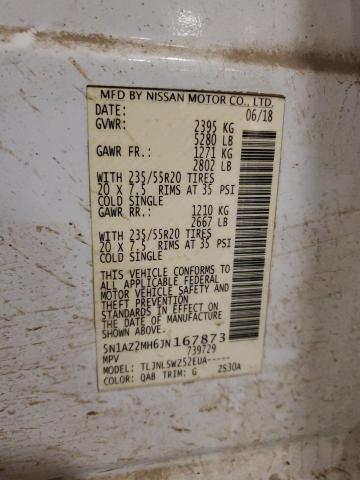 MFD BY NISSAN MOTOR CO., LTD.
DATE: 06/18
GVWR: 2395 KG
5280 LB
GAWR FR.: 1271 KG
2802 LB
WITH 235/55R20 TIRES
20 X 7.5 RIMS AT 35 PSI
COLD SINGLE
GAWR RR.: 1210 KG
2667 LB
WITH 235/55R20 TIRES
20 X 7.5 RIMS AT 35 PSI
COLD SINGLE
THIS VEHICLE CONFORMS TO
ALL APPLICABLE FEDERAL
MOTOR VEHICLE SAFETY AND
STANDARDS IN EFFECT ON
THE DATE OF MANUFACTURE
SHOWN ABOVE.
5N1AZ2MH6JN167873
739729
MPV
MODEL: TLJNLSWZ52EUA-----
COLOR: QAB TRIM: G 2S30A